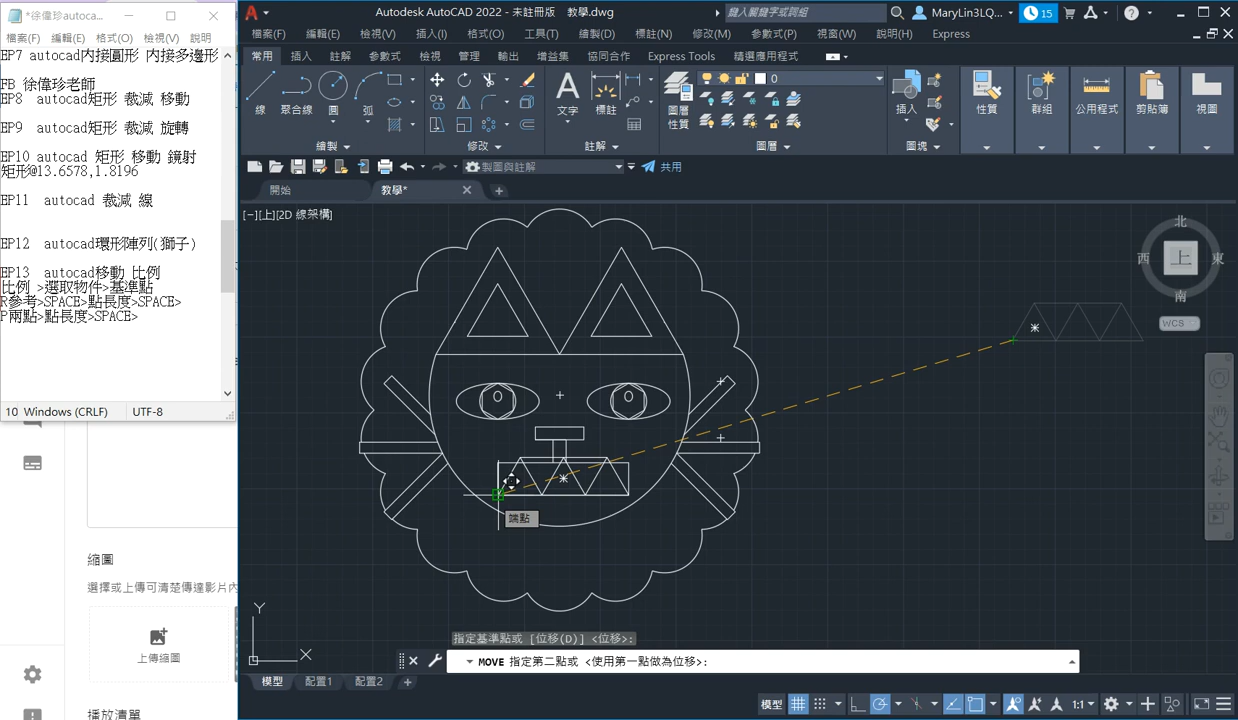 *徐偉珍autoca...
檔案(F) 編輯(E) 格式(O) 檢視(V) 說明
EP7 autocad内接圓形 内接多邊形
FB 徐偉珍老師
EP8 autocad矩形 裁減 移動
EP9 autocad矩形 裁減 旋轉
EP10 autocad 矩形 移動 鏡射
矩形@13.6578,1.8196
EP11 autocad 裁減 線
EP12 autocad環形陣列(獅子)
EP13 autocad移動 比例
比例 >選取物件>基準點
R參考>SPACE>點長度>SPACE>
P兩點>點長度>SPACE>
10 Windows (CRLF) UTF-8
縮圖
選擇或上傳可清楚傳達影片內
上傳縮圖
播放清單
Autodesk AutoCAD 2022 - 未註冊版 教學.dwg
鍵入關鍵字或詞組
MaryLin3LQ...
15
檔案(F) 編輯(E) 檢視(V) 插入(I) 格式(O) 工具(T) 繪製(D) 標註(N) 修改(M) 參數式(P) 視窗(W) 說明(H) Express
常用 插入 註解 參數式 檢視 管理 輸出 增益集 協同合作 Express Tools 精選應用程式
線 聚合線 圓 弧 文字 標註 圖層性質 0 插入 性質 群組 公用程式 剪貼簿 視圖
繪製 修改 註解 圖層 圖塊
製圖與註解 共用
開始 教學*
[−][上][2D 線架構]
北
西 上 東
南
WCS
端點
Y
X
指定基準點或 [位移(D)] <位移>:
MOVE 指定第二點或 <使用第一點做為位移>:
模型 配置1 配置2
模型 1:1